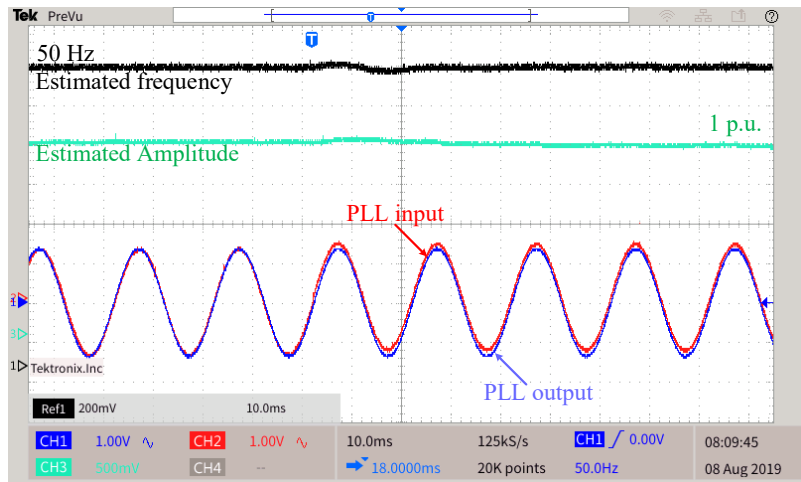 Tek PreVu
T
T
50 Hz
Estimated frequency
1 p.u.
Estimated Amplitude
PLL input
3
1
Tektronix.Inc
PLL output
Ref1 200mV 10.0ms
CH1 1.00V CH2 1.00V 10.0ms 125kS/s CH1 0.00V 08:09:45
CH3 500mV CH4 -- 18.0000ms 20K points 50.0Hz 08 Aug 2019